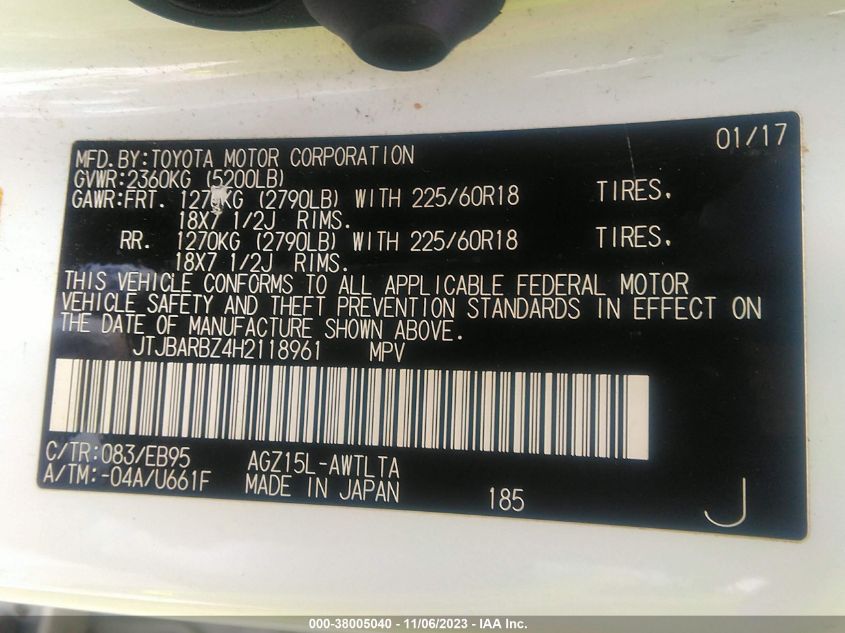 01/17
MFD.BY:TOYOTA MOTOR CORPORATION
GVWR:2360KG (5200LB)
GAWR:FRT. 1270KG (2790LB) WITH 225/60R18 TIRES.
18X7 1/2J RIMS.
RR. 1270KG (2790LB) WITH 225/60R18 TIRES.
18X7 1/2J RIMS.
THIS VEHICLE CONFORMS TO ALL APPLICABLE FEDERAL MOTOR
VEHICLE SAFETY AND THEFT PREVENTION STANDARDS IN EFFECT ON
THE DATE OF MANUFACTURE SHOWN ABOVE.
JTJBARBZ4H2118961 MPV
C/TR:083/EB95 AGZ15L-AWTLTA
A/TM:-04A/U661F MADE IN JAPAN 185 J
000-38005040 - 11/06/2023 - IAA Inc.